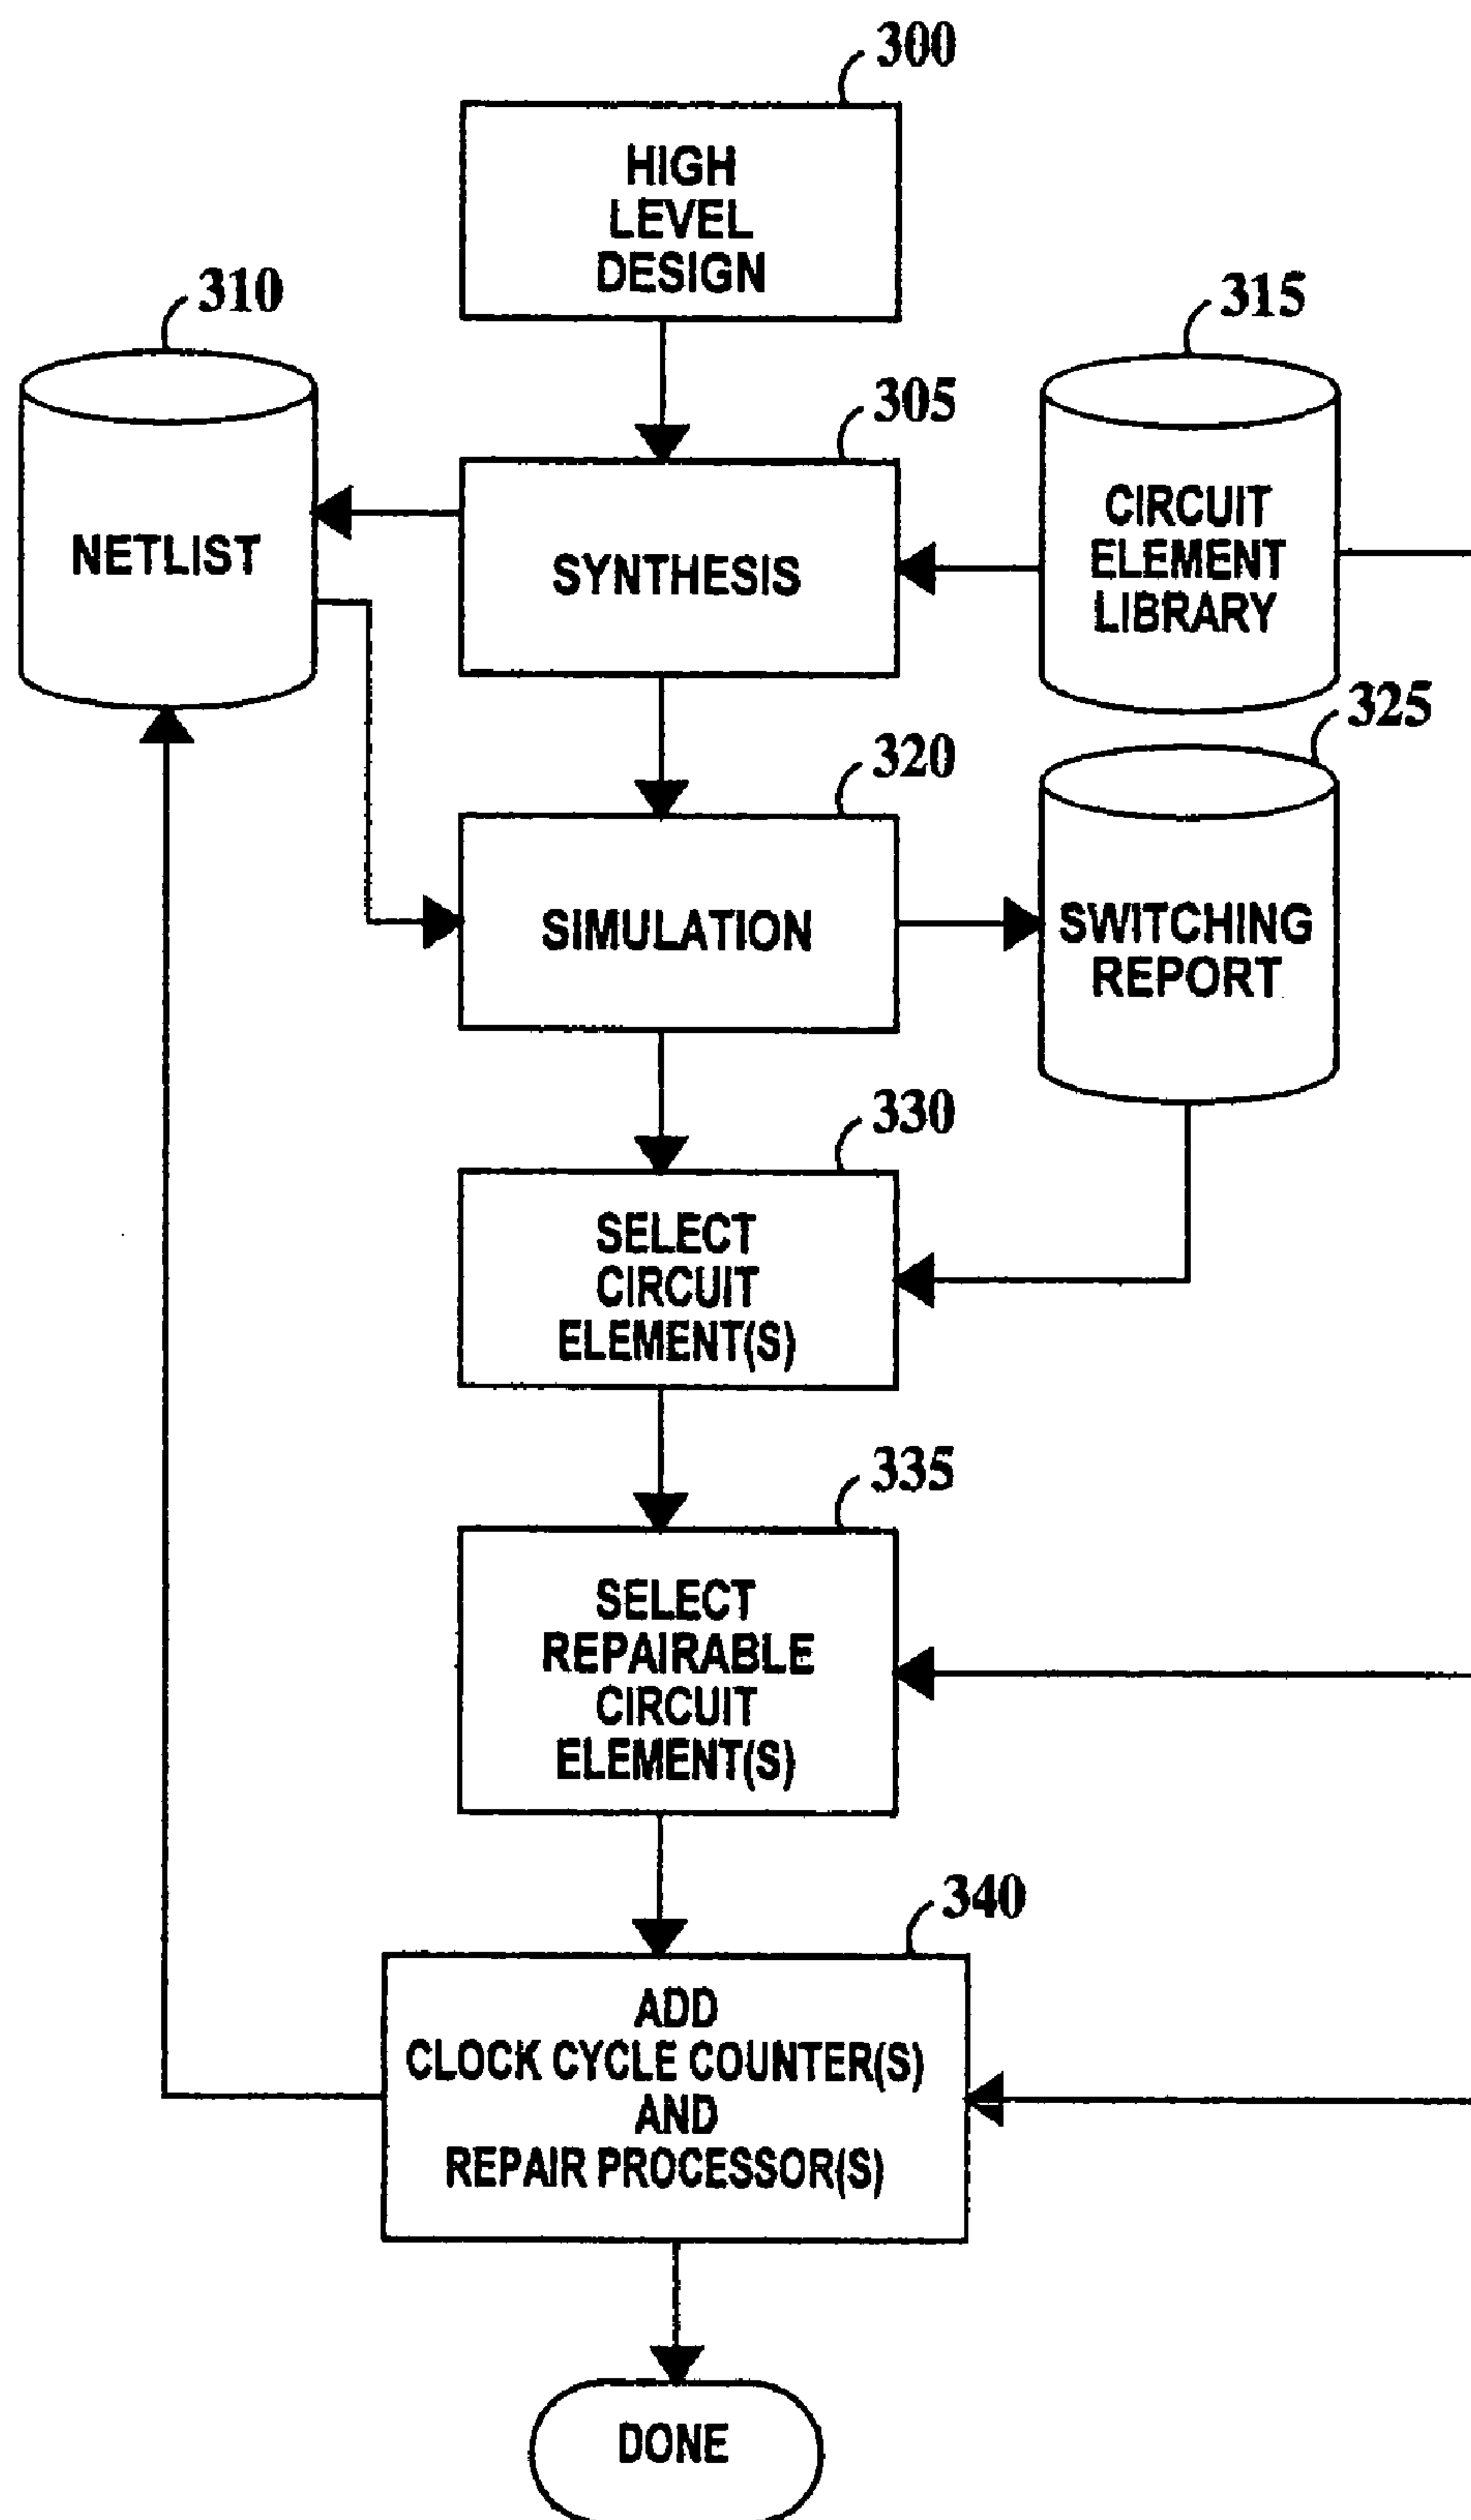 300
HIGH
LEVEL
DESIGN
310
315
305
NETLIST
SYNTHESIS
CIRCUIT
ELEMENT
LIBRARY
325
320
SIMULATION
SWITCHING
REPORT
330
SELECT
CIRCUIT
ELEMENT(S)
335
SELECT
REPAIRABLE
CIRCUIT
ELEMENT(S)
340
ADD
CLOCK CYCLE COUNTER(S)
AND
REPAIR PROCESSOR(S)
DONE